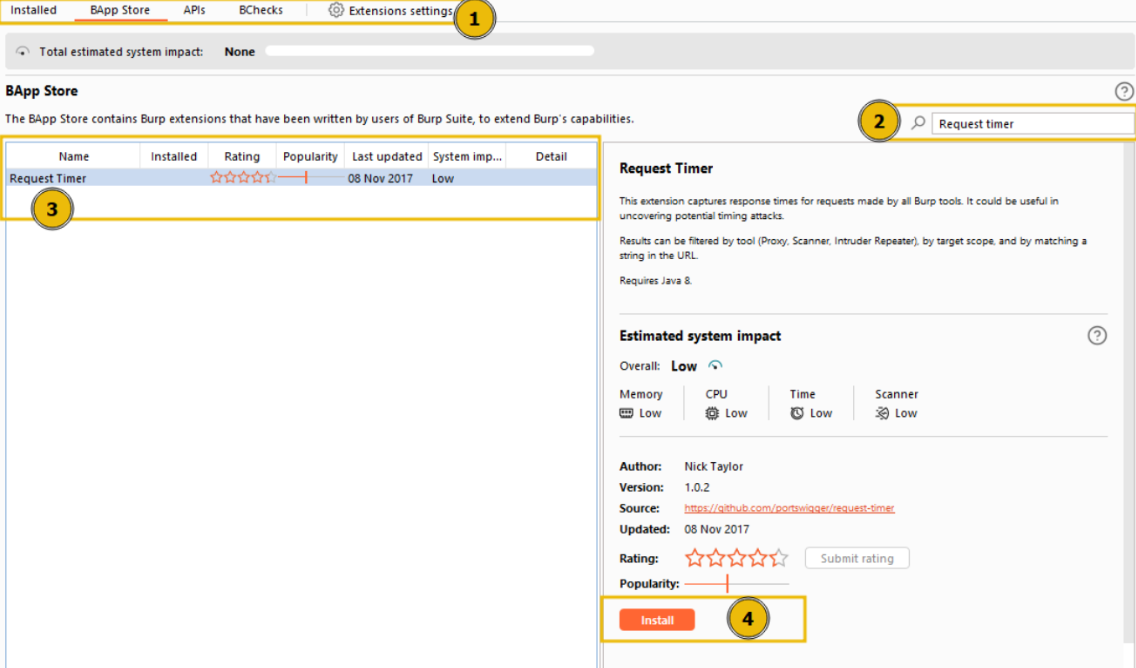 Installed BApp Store APIs BChecks Extensions settings
1
Total estimated system impact: None
BApp Store
The BApp Store contains Burp extensions that have been written by users of Burp Suite, to extend Burp's capabilities.
2
Request timer
Name Installed Rating Popularity Last updated System imp... Detail
Request Timer 08 Nov 2017 Low
3
Request Timer
This extension captures response times for requests made by all Burp tools. It could be useful in
uncovering potential timing attacks.
Results can be filtered by tool (Proxy, Scanner, Intruder Repeater), by target scope, and by matching a
string in the URL.
Requires Java 8.
Estimated system impact
?
Overall: Low
Memory CPU Time Scanner
Low Low Low Low
Author: Nick Taylor
Version: 1.0.2
Source: https://github.com/portswigger/request-timer
Updated: 08 Nov 2017
Rating: Submit rating
Popularity:
Install
4